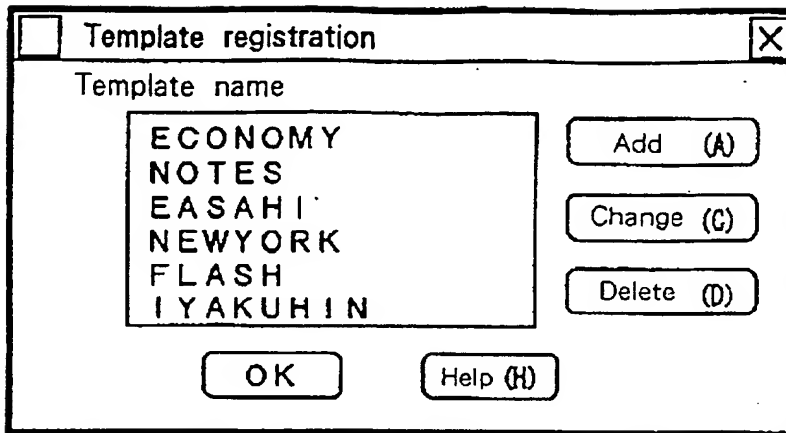 Template registration
Template name
ECONOMY
NOTES
EASAHI
NEWYORK
FLASH
IYAKUHIN
Add (A)
Change (C)
Delete (D)
OK
Help (H)